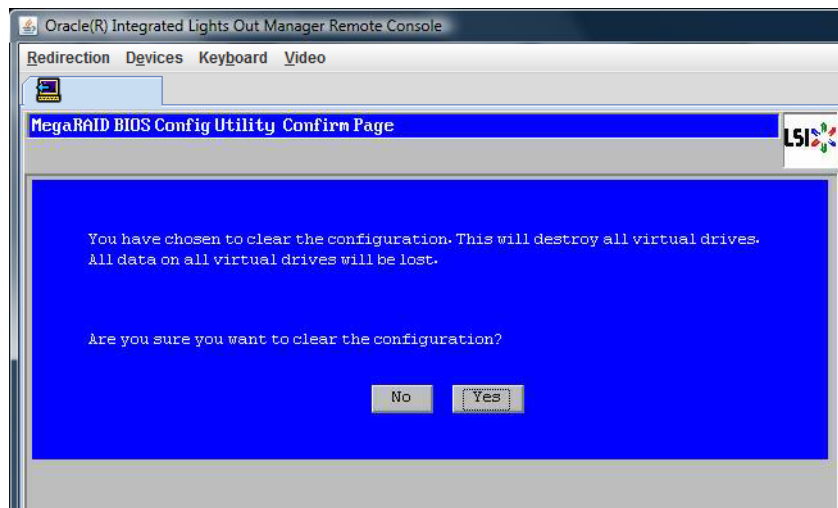 Oracle(R) Integrated Lights Out Manager Remote Console
Redirection Devices Keyboard Video
MegaRAID BIOS Config Utility Confirm Page
LSI
You have chosen to clear the configuration. This will destroy all virtual drives.
All data on all virtual drives will be lost.
Are you sure you want to clear the configuration?
No Yes